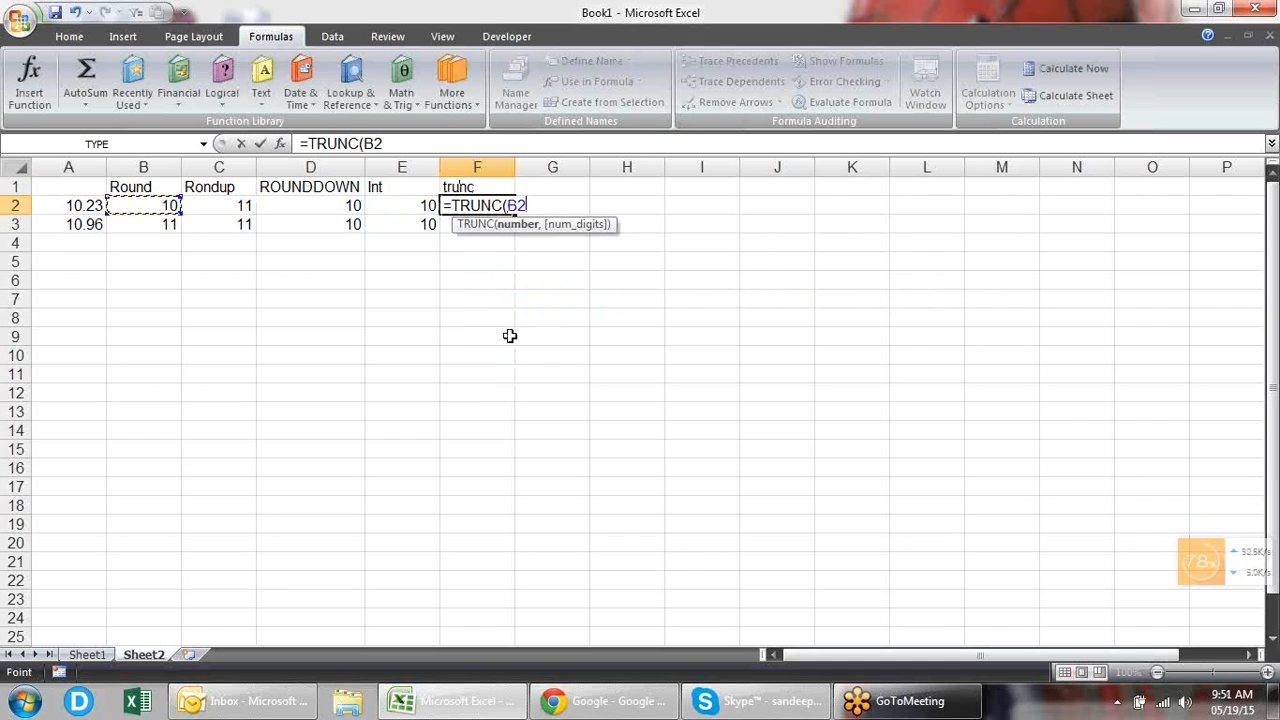 Book1 - Microsoft Excel
Home Insert Page Layout Formulas Data Review View Developer
Insert Function
AutoSum
Recently Used
Financial
Logical
Text
Date & Time
Lookup & Reference
Math & Trig
More Functions
Function Library
Name Manager
Define Name
Use in Formula
Create from Selection
Defined Names
Trace Precedents
Trace Dependents
Remove Arrows
Show Formulas
Error Checking
Evaluate Formula
Formula Auditing
Watch Window
Calculation Options
Calculate Now
Calculate Sheet
Calculation
TYPE =TRUNC(B2
A B C D E F G H I J K L M N O P
1 Round Rondup ROUNDDOWN Int trunc
2 10.23 10 11 10 10 =TRUNC(B2
3 10.96 11 11 10 10
TRUNC(number, [num_digits])
4
5
6
7
8
9
10
11
12
13
14
15
16
17
18
19
20
21
22
23
24
25
78%
Sheet1 Sheet2
Point 100%
Inbox - Microsoft ... Microsoft Excel - ... Google - Google ... Skype™ - sandeep... GoToMeeting
9:51 AM
05/19/15